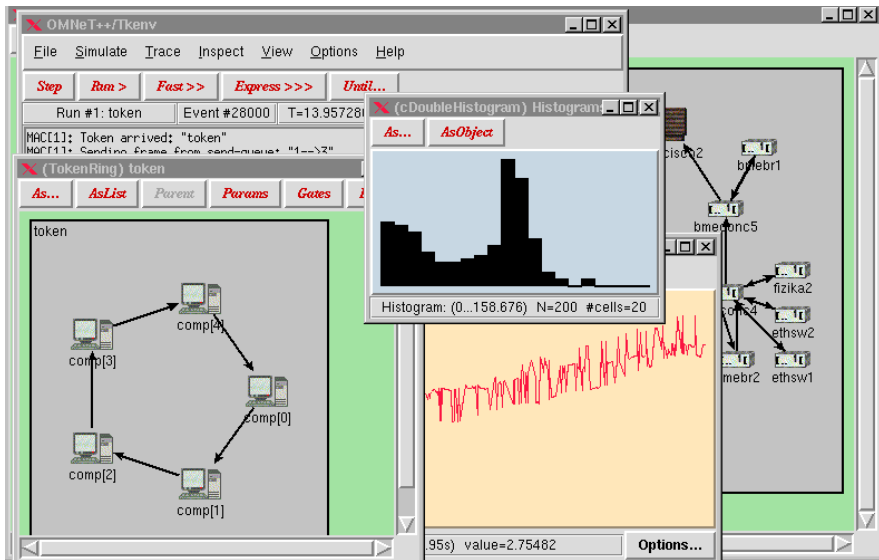 OMNeT++/Tkenv
File Simulate Trace Inspect View Options Help
Step Run > Fast >> Express >>> Until...
Run #1: token Event #28000 T=13.957280
MAC[1]: Token arrived: "token"
MAC[1]: Sending frame from send-queue: "1-->3"
(TokenRing) token
As... AsList Parent Params Gates
token
comp[4]
comp[3]
comp[0]
comp[2]
comp[1]
(cDoubleHistogram) Histogram
As... AsObject
Histogram: (0...158.676) N=200 #cells=20
.95s) value=2.75482 Options...
cisco2
bmebr1
bmeconc5
fizika2
conc4
ethsw2
mebr2 ethsw1